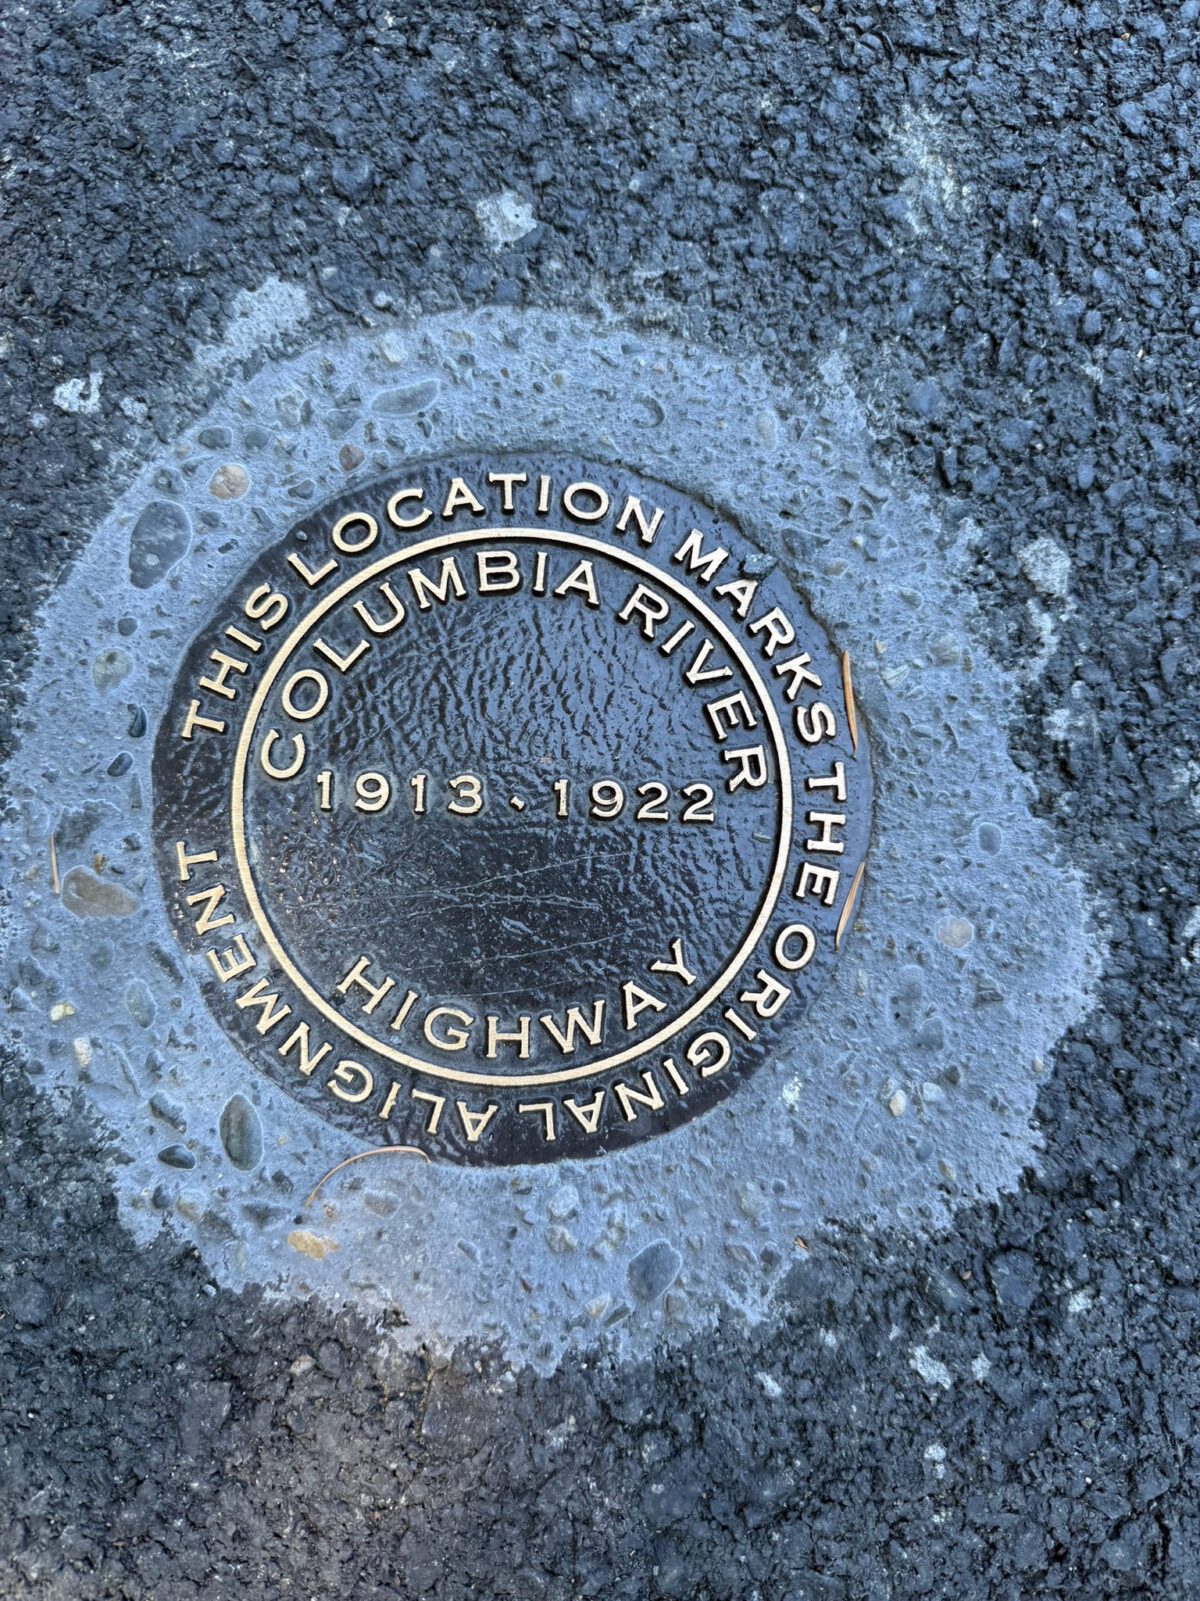 THIS LOCATION MARKS THE ORIGINAL ALIGNMENT
COLUMBIA RIVER
1913 · 1922
HIGHWAY